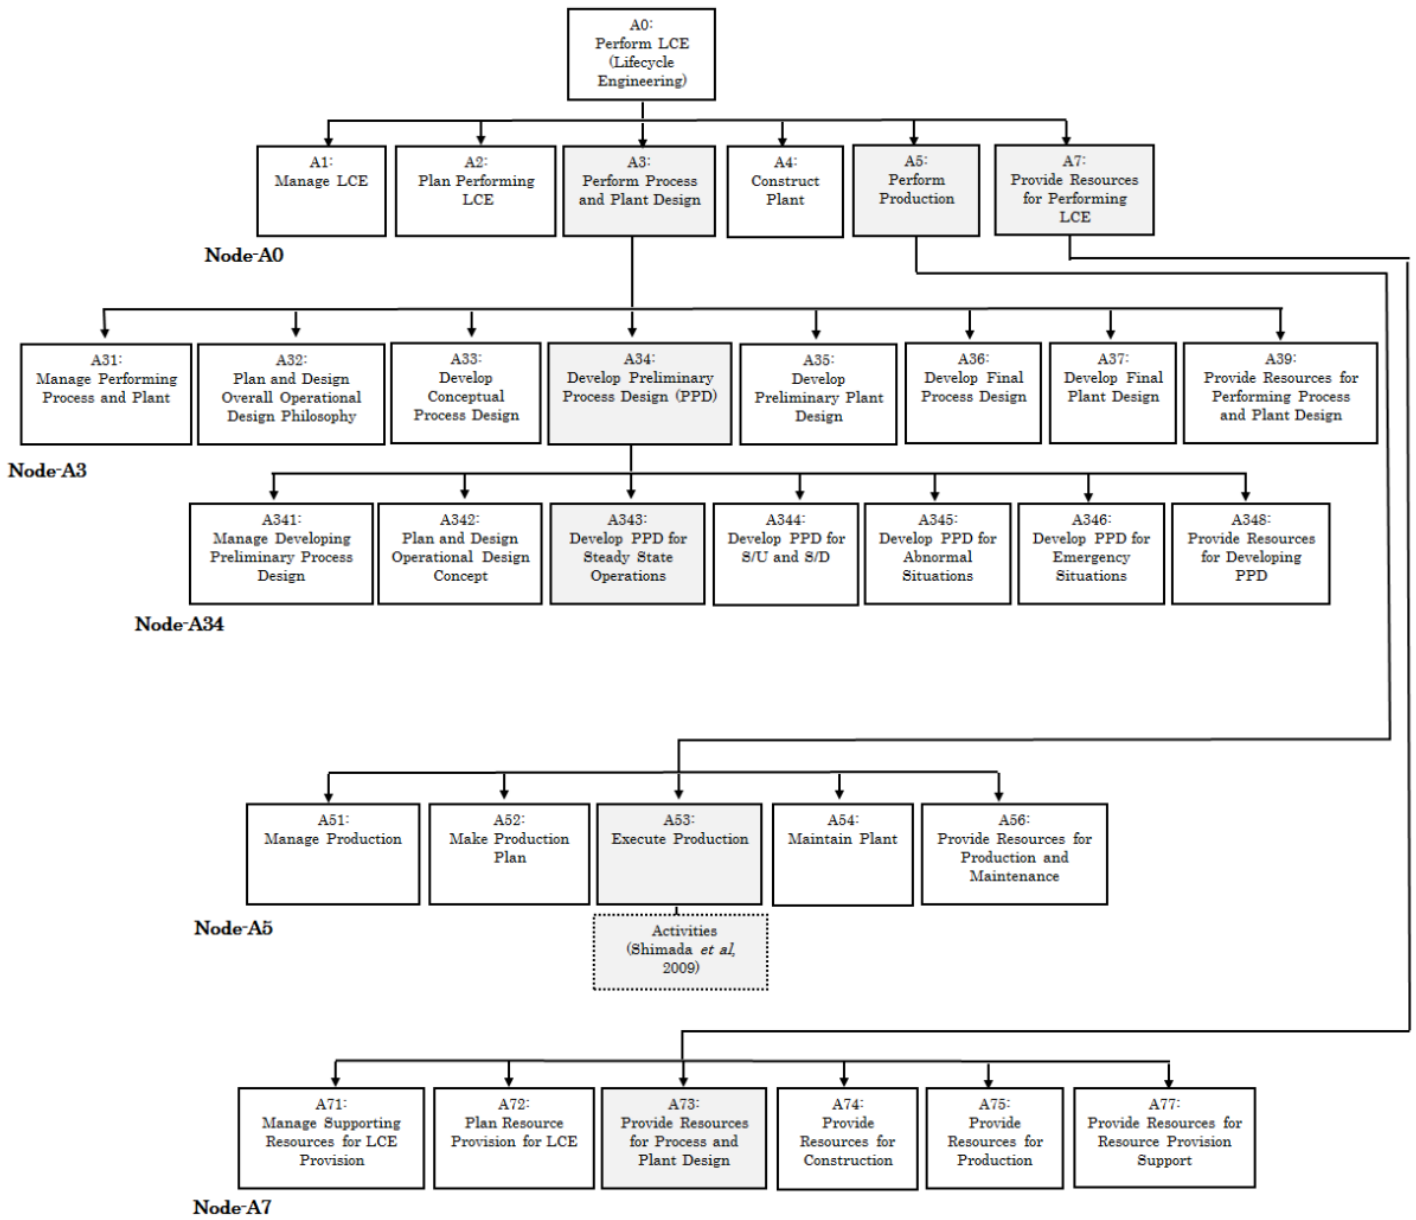 A0:
Perform LCE
(Lifecycle
Engineering)
A1:
Manage LCE
A2:
Plan Performing
LCE
A3:
Perform Process
and Plant Design
A4:
Construct
Plant
A5:
Perform
Production
A7:
Provide Resources
for Performing
LCE
Node-A0
A31:
Manage Performing
Process and Plant
A32:
Plan and Design
Overall Operational
Design Philosophy
A33:
Develop
Conceptual
Process Design
A34:
Develop Preliminary
Process Design (PPD)
A35:
Develop
Preliminary Plant
Design
A36:
Develop Final
Process Design
A37:
Develop Final
Plant Design
A39:
Provide Resources for
Performing Process
and Plant Design
Node-A3
A341:
Manage Developing
Preliminary Process
Design
A342:
Plan and Design
Operational Design
Concept
A343:
Develop PPD for
Steady State
Operations
A344:
Develop PPD for
S/U and S/D
A345:
Develop PPD for
Abnormal
Situations
A346:
Develop PPD for
Emergency
Situations
A348:
Provide Resources
for Developing
PPD
Node-A34
A51:
Manage Production
A52:
Make Production
Plan
A53:
Execute Production
A54:
Maintain Plant
A56:
Provide Resources for
Production and
Maintenance
Node-A5
Activities
(Shimada et al,
2009)
A71:
Manage Supporting
Resources for LCE
Provision
A72:
Plan Resource
Provision for LCE
A73:
Provide Resources
for Process and
Plant Design
A74:
Provide
Resources for
Construction
A75:
Provide
Resources for
Production
A77:
Provide Resources for
Resource Provision
Support
Node-A7